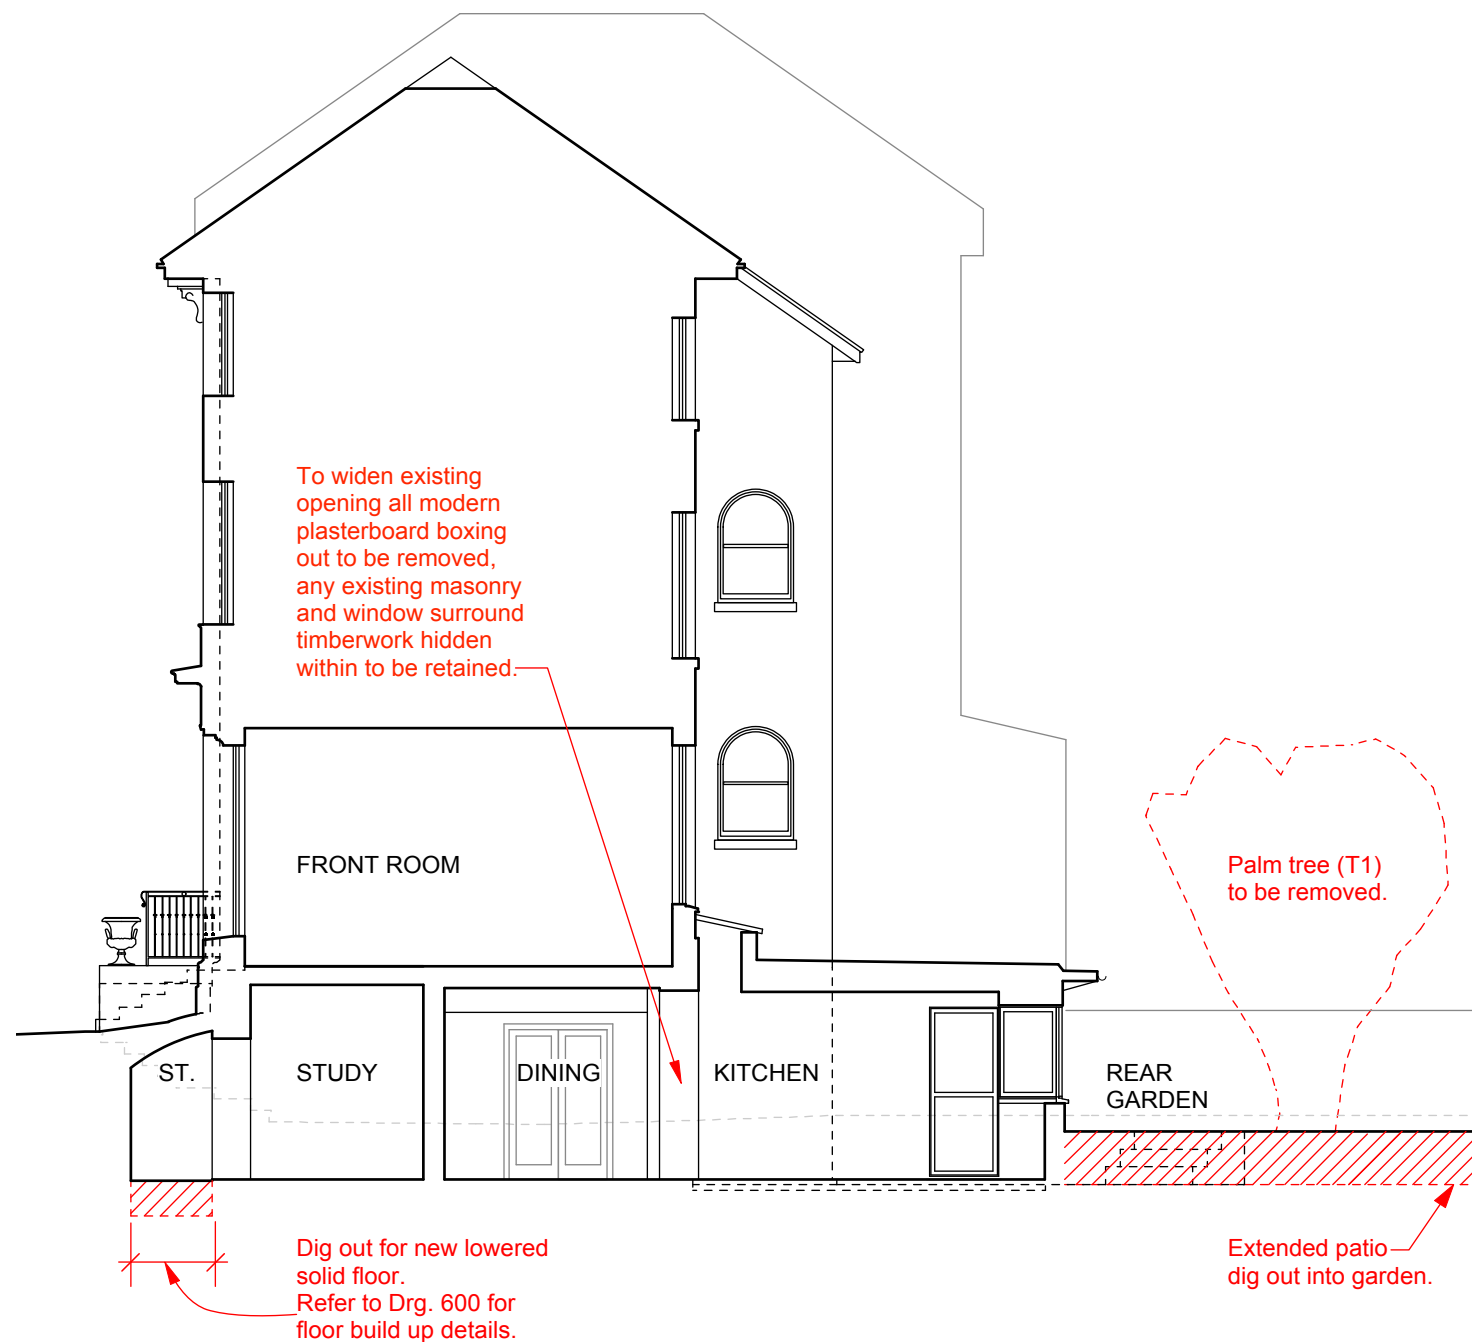 To widen existing
opening all modern
plasterboard boxing
out to be removed,
any existing masonry
and window surround
timberwork hidden
within to be retained.
FRONT ROOM
Palm tree (T1)
to be removed.
ST.
STUDY
DINING
KITCHEN
REAR
GARDEN
Dig out for new lowered
solid floor.
Refer to Drg. 600 for
floor build up details.
Extended patio
dig out into garden.